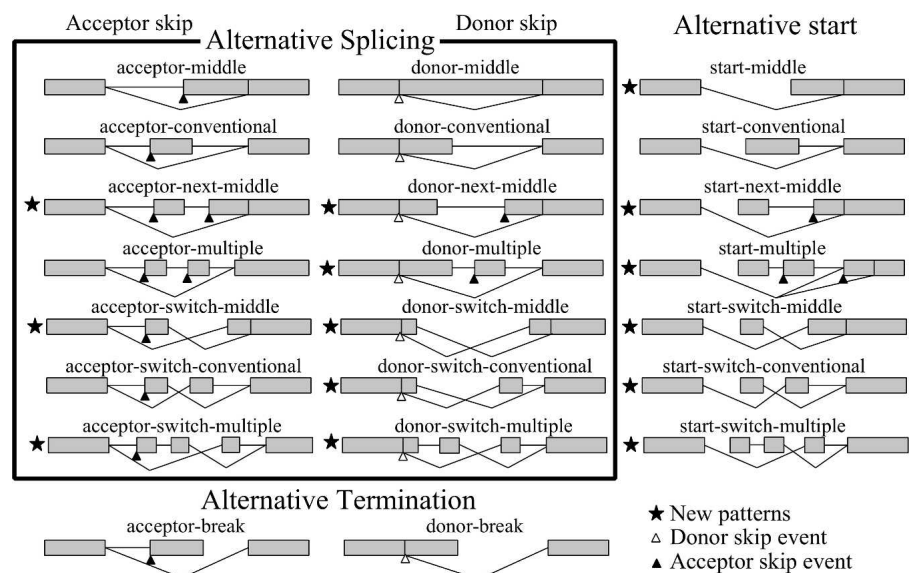 Acceptor skip Donor skip
Alternative Splicing
Alternative start
acceptor-middle donor-middle start-middle
acceptor-conventional donor-conventional start-conventional
acceptor-next-middle donor-next-middle start-next-middle
acceptor-multiple donor-multiple start-multiple
acceptor-switch-middle donor-switch-middle start-switch-middle
acceptor-switch-conventional donor-switch-conventional start-switch-conventional
acceptor-switch-multiple donor-switch-multiple start-switch-multiple
Alternative Termination
acceptor-break donor-break
New patterns
Donor skip event
Acceptor skip event